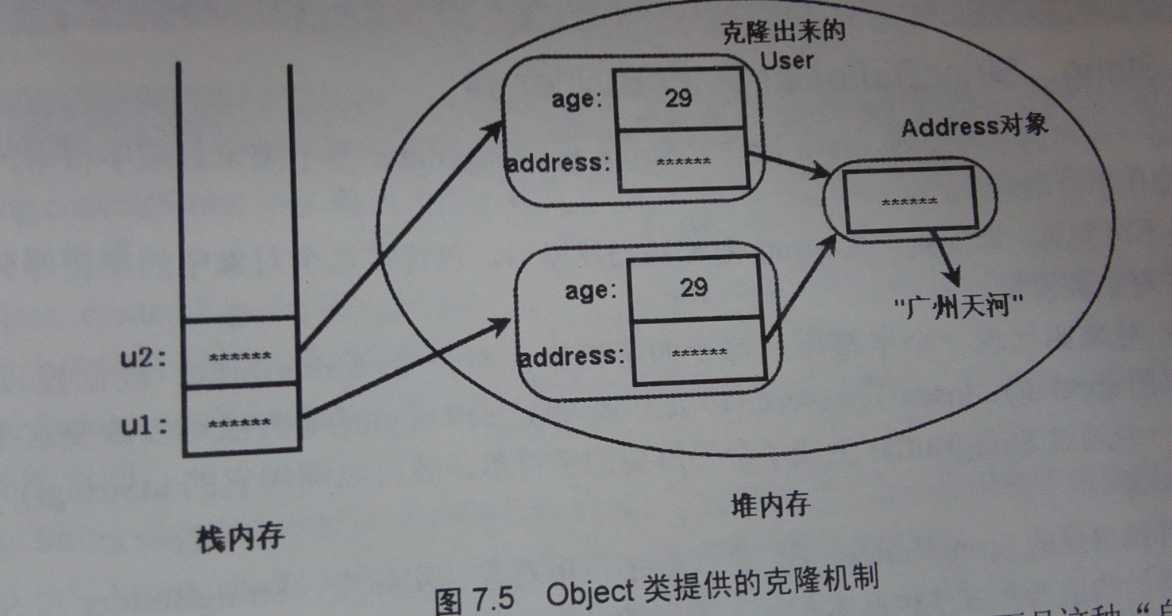 克隆出来的
User
age:
29
address:
******
Address对象
******
"广州天河"
age:
29
address:
******
u2:
******
u1:
******
栈内存
堆内存
图 7.5 Object 类提供的克隆机制